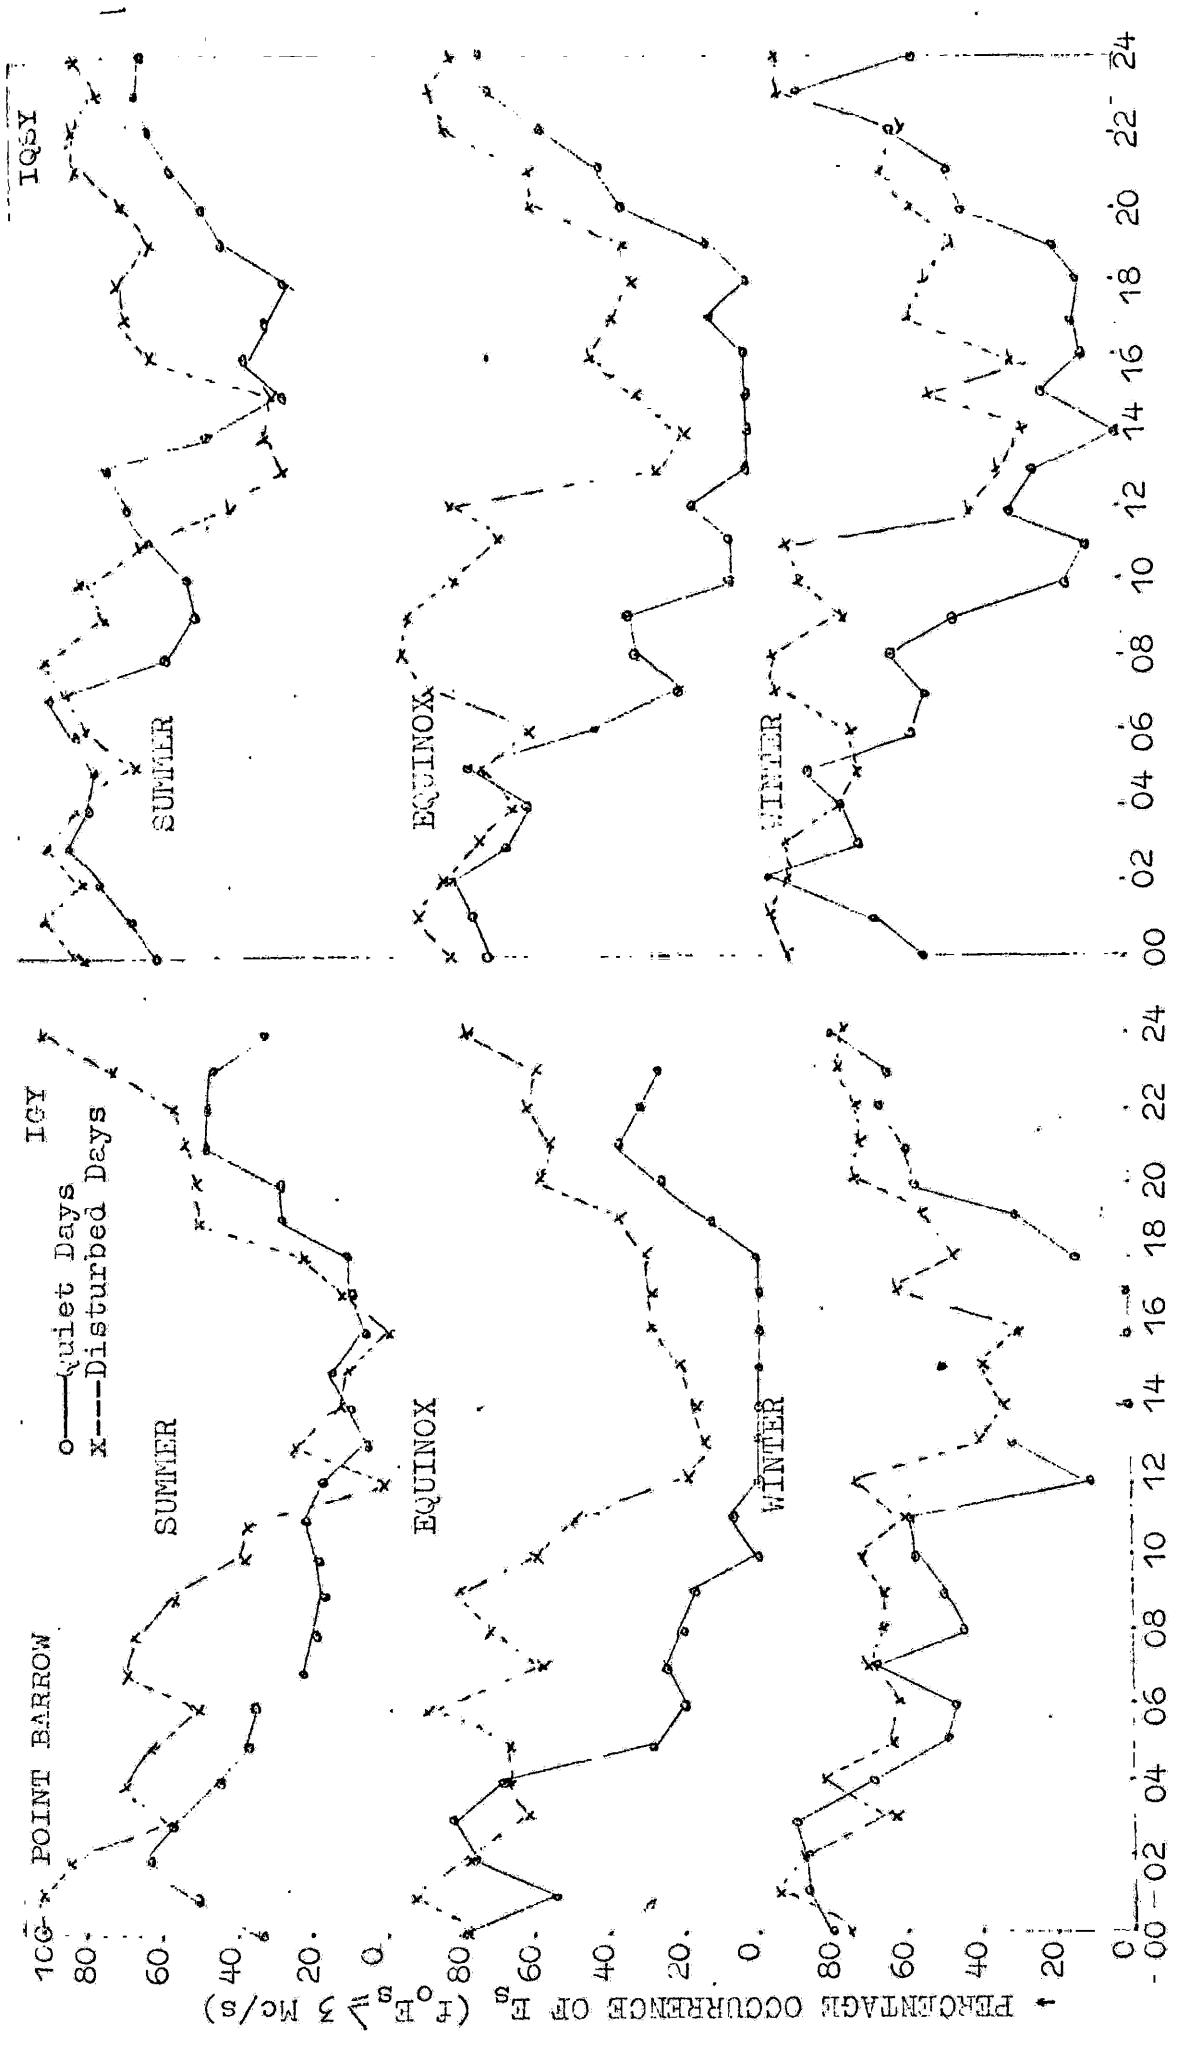 POINT BARROW
IGY
IQSY
o——Quiet Days
x----Disturbed Days
SUMMER
SUMMER
EQUINOX
EQUINOX
WINTER
WINTER
→ PERCENTAGE OCCURRENCE OF Es (foEs ≥ 3 Mc/s)
100
80
60
40
20
0
80
60
40
20
0
80
60
40
20
0
00 02 04 06 08 10 12 14 16 18 20 22 24
00 02 04 06 08 10 12 14 16 18 20 22 24